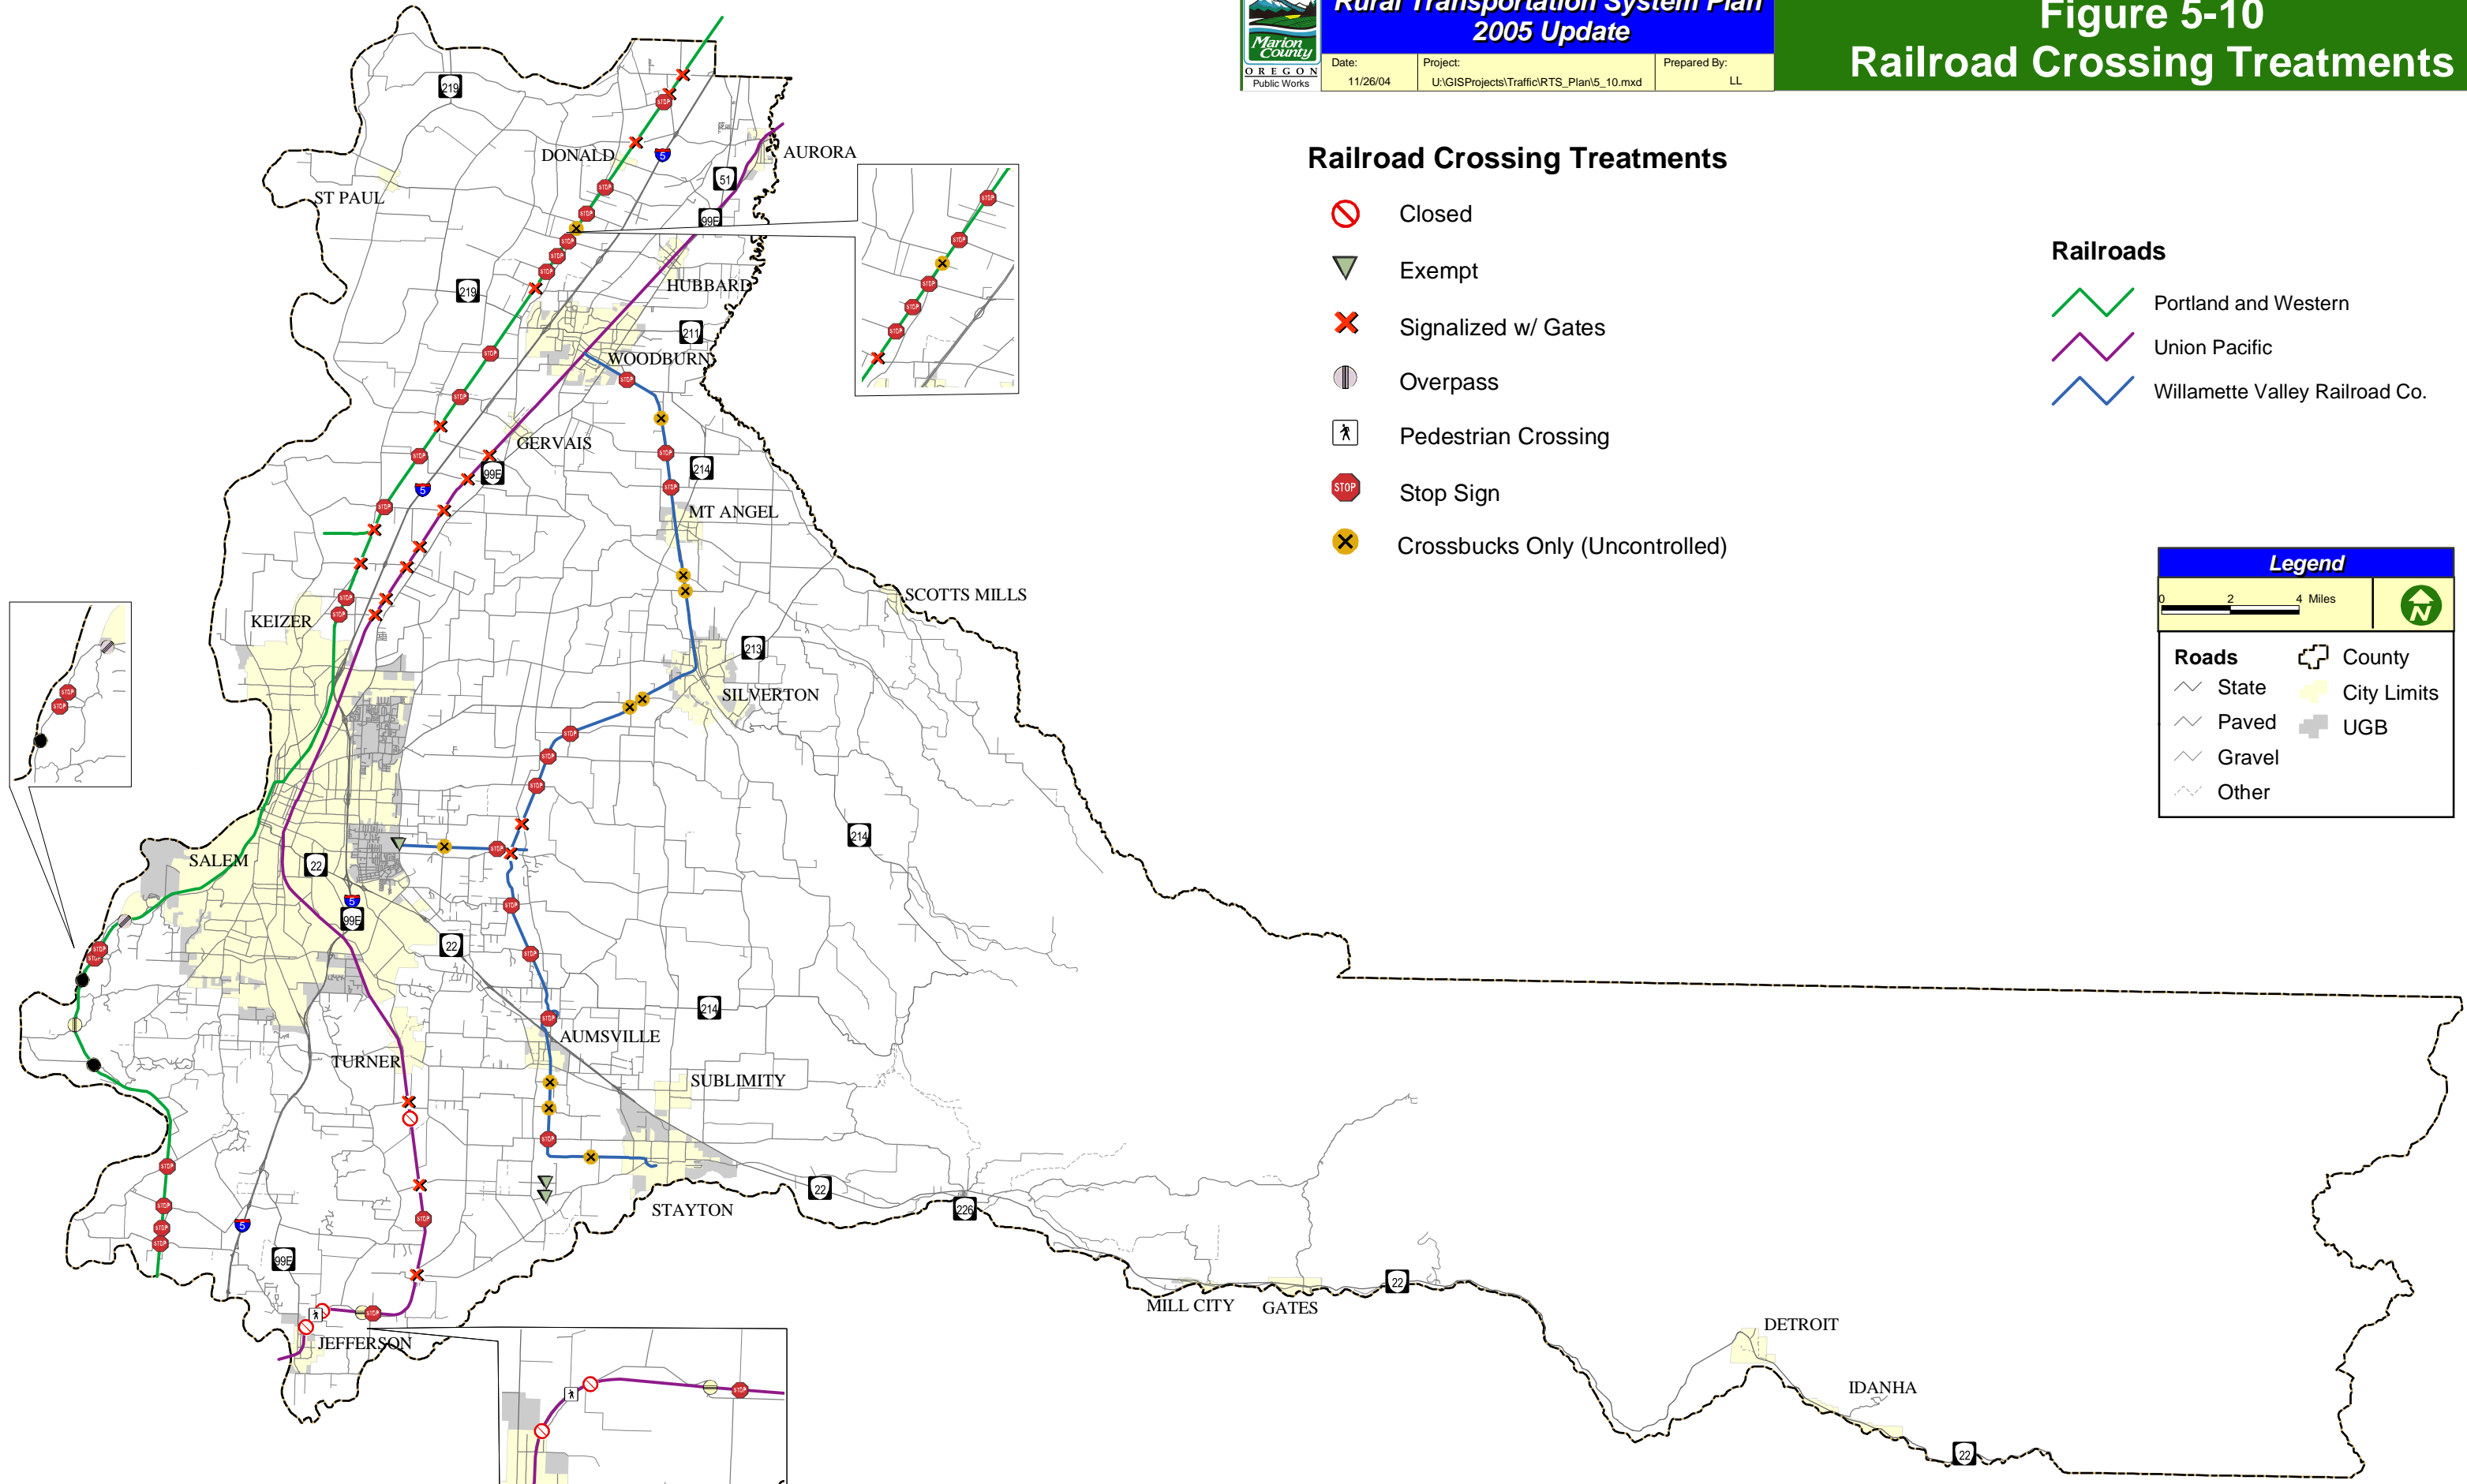 Rural Transportation System Plan
2005 Update
Marion
County
OREGON
Public Works
Date:
11/26/04
Project:
U:\GISProjects\Traffic\RTS_Plan\5_10.mxd
Prepared By:
LL
Figure 5-10
Railroad Crossing Treatments
Railroad Crossing Treatments
Closed
Exempt
Signalized w/ Gates
Overpass
Pedestrian Crossing
STOP Stop Sign
Crossbucks Only (Uncontrolled)
Railroads
Portland and Western
Union Pacific
Willamette Valley Railroad Co.
Legend
0 2 4 Miles
N
Roads
State
Paved
Gravel
Other
County
City Limits
UGB
219
STOP
DONALD
5
AURORA
51
ST PAUL
99E
219
HUBBARD
211
WOODBURN
GERVAIS
99E
214
5
MT ANGEL
SCOTTS MILLS
KEIZER
213
SILVERTON
214
SALEM
22
5
99E
22
214
AUMSVILLE
TURNER
SUBLIMITY
22
STAYTON
226
5
99E
22
MILL CITY
GATES
JEFFERSON
DETROIT
IDANHA
22